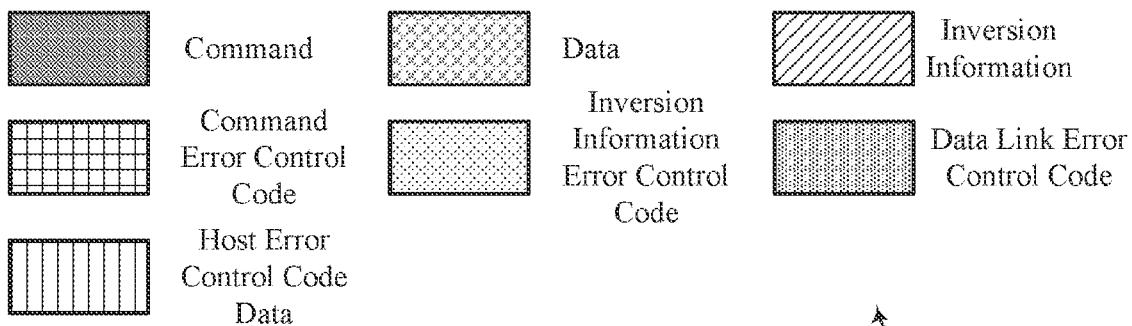 Command
Data
Inversion
Information
Command
Error Control
Code
Inversion
Information
Error Control
Code
Data Link Error
Control Code
Host Error
Control Code
Data